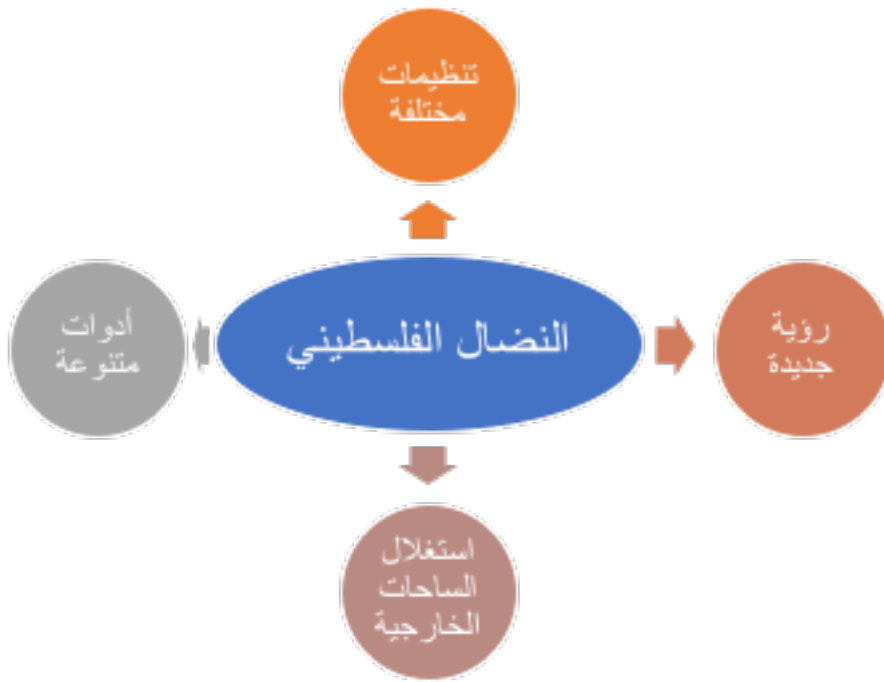 تنظيمات
مختلفة
النضال الفلسطيني
رؤية
جديدة
أدوات
متنوعة
استغلال
الساحات
الخارجية